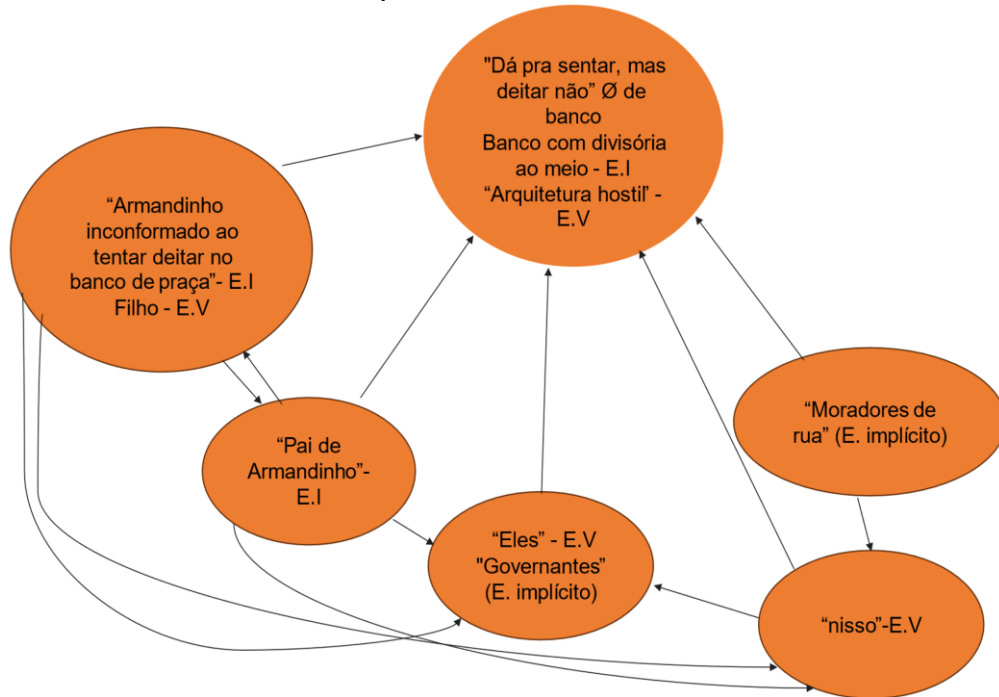 "Dá pra sentar, mas
deitar não” Ø de
banco
Banco com divisória
ao meio - E.I
“Arquitetura hostil’ -
E.V
“Armandinho
inconformado ao
tentar deitar no
banco de praça”- E.I
Filho - E.V
“Pai de
Armandinho”-
E.I
“Eles” - E.V
"Governantes”
(E. implícito)
“Moradores de
rua” (E. implícito)
“nisso”-E.V